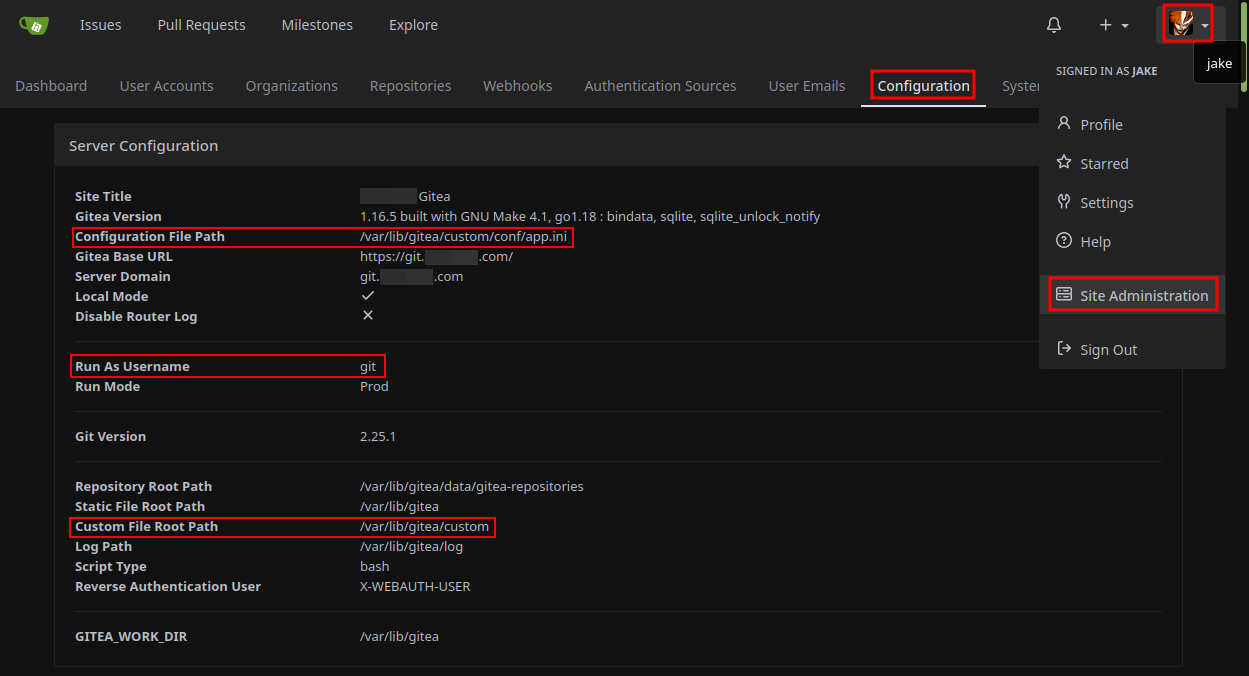 Issues Pull Requests Milestones Explore
jake
Dashboard User Accounts Organizations Repositories Webhooks Authentication Sources User Emails Configuration
SIGNED IN AS JAKE
Profile
Starred
Settings
Help
Site Administration
Sign Out
Server Configuration
Site Title Gitea
Gitea Version 1.16.5 built with GNU Make 4.1, go1.18 : bindata, sqlite, sqlite_unlock_notify
Configuration File Path /var/lib/gitea/custom/conf/app.ini
Gitea Base URL https://git. .com/
Server Domain git. .com
Local Mode
Disable Router Log
Run As Username git
Run Mode Prod
Git Version 2.25.1
Repository Root Path /var/lib/gitea/data/gitea-repositories
Static File Root Path /var/lib/gitea
Custom File Root Path /var/lib/gitea/custom
Log Path /var/lib/gitea/log
Script Type bash
Reverse Authentication User X-WEBAUTH-USER
GITEA_WORK_DIR /var/lib/gitea